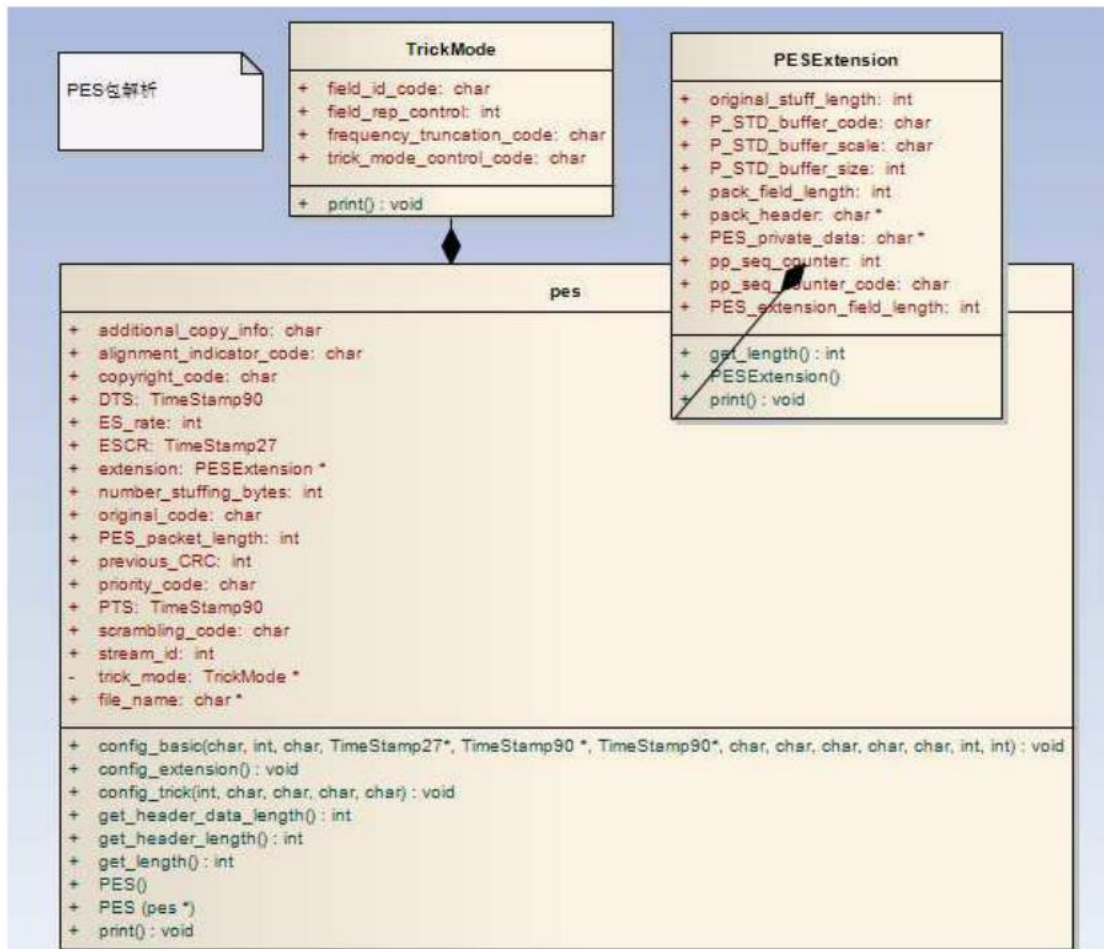 PES包解析
TrickMode
+ field_id_code: char
+ field_rep_control: int
+ frequency_truncation_code: char
+ trick_mode_control_code: char
+ print() : void
PESExtension
+ original_stuff_length: int
+ P_STD_buffer_code: char
+ P_STD_buffer_scale: char
+ P_STD_buffer_size: int
+ pack_field_length: int
+ pack_header: char *
+ PES_private_data: char *
+ pp_seq_counter: int
+ pp_seq_counter_code: char
+ PES_extension_field_length: int
+ get_length() : int
+ PESExtension()
+ print() : void
pes
+ additional_copy_info: char
+ alignment_indicator_code: char
+ copyright_code: char
+ DTS: TimeStamp90
+ ES_rate: int
+ ESCR: TimeStamp27
+ extension: PESExtension *
+ number_stuffing_bytes: int
+ original_code: char
+ PES_packet_length: int
+ previous_CRC: int
+ priority_code: char
+ PTS: TimeStamp90
+ scrambling_code: char
+ stream_id: int
- trick_mode: TrickMode *
+ file_name: char *
+ config_basic(char, int, char, TimeStamp27*, TimeStamp90 *, TimeStamp90*, char, char, char, char, char, int, int) : void
+ config_extension() : void
+ config_trick(int, char, char, char, char) : void
+ get_header_data_length() : int
+ get_header_length() : int
+ get_length() : int
+ PES()
+ PES (pes *)
+ print() : void